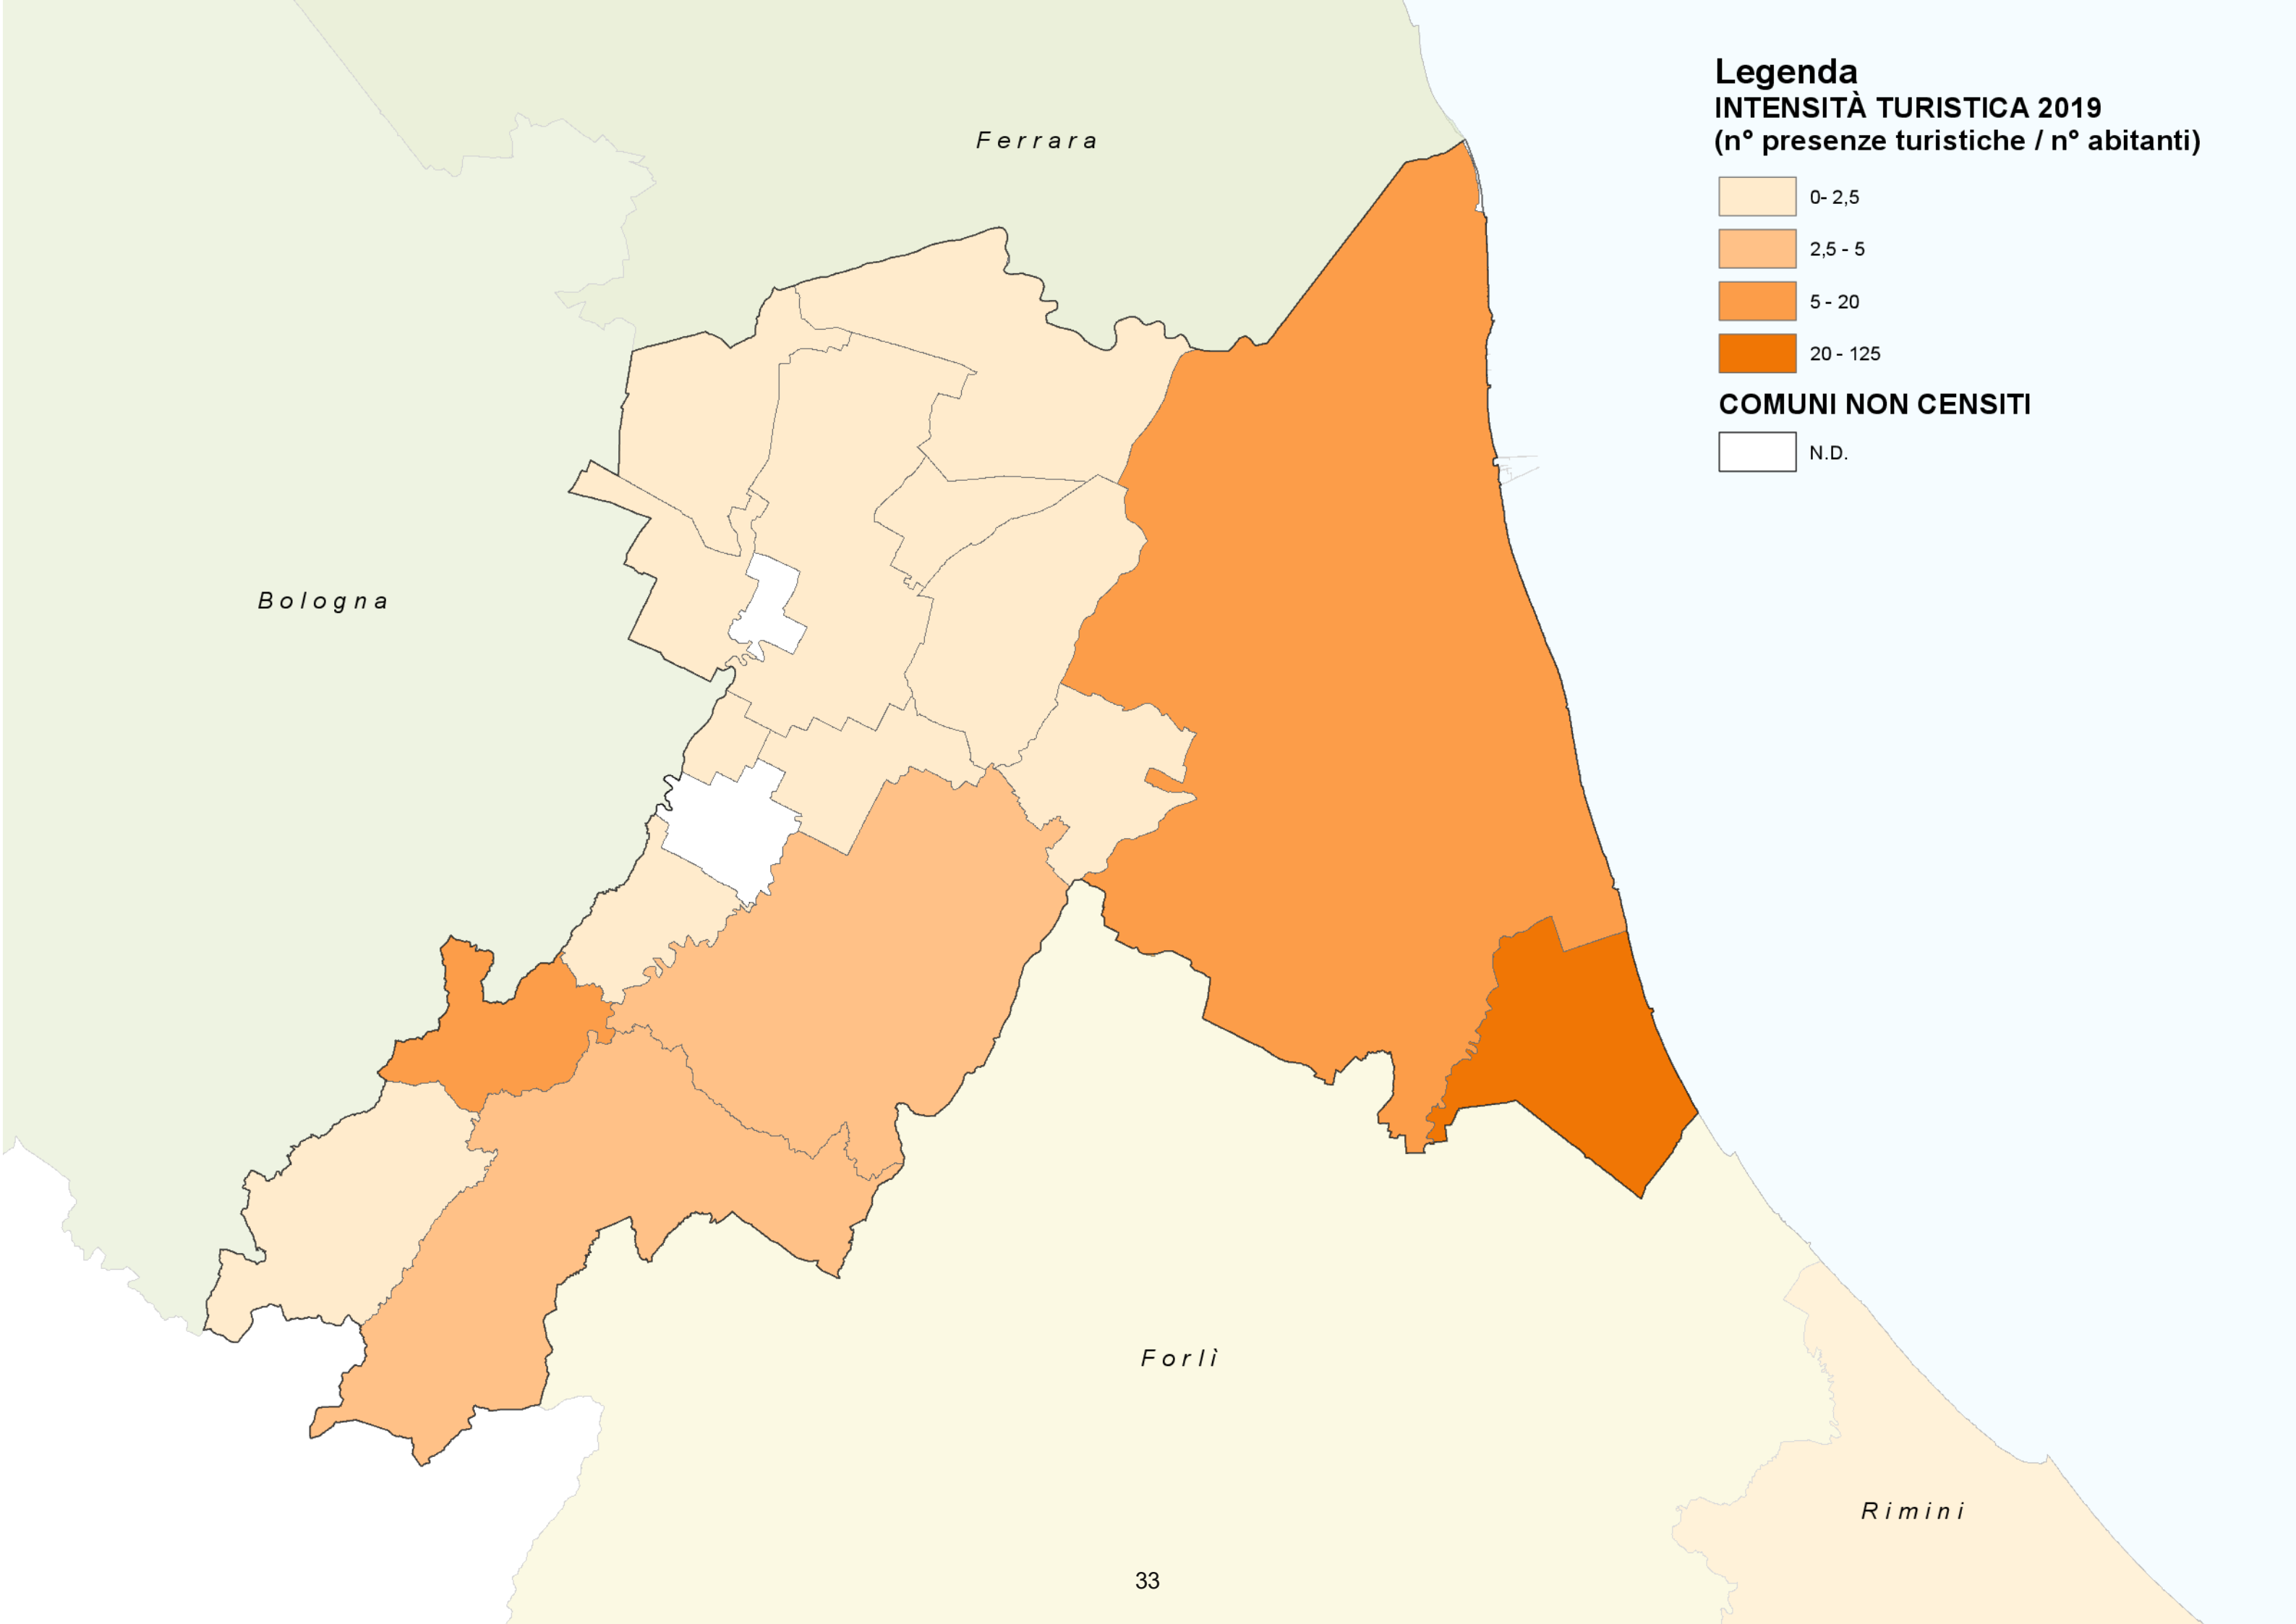 Legenda
INTENSITÀ TURISTICA 2019
(n° presenze turistiche / n° abitanti)
0- 2,5
2,5 - 5
5 - 20
20 - 125
COMUNI NON CENSITI
N.D.
Ferrara
Bologna
Forlì
Rimini
33